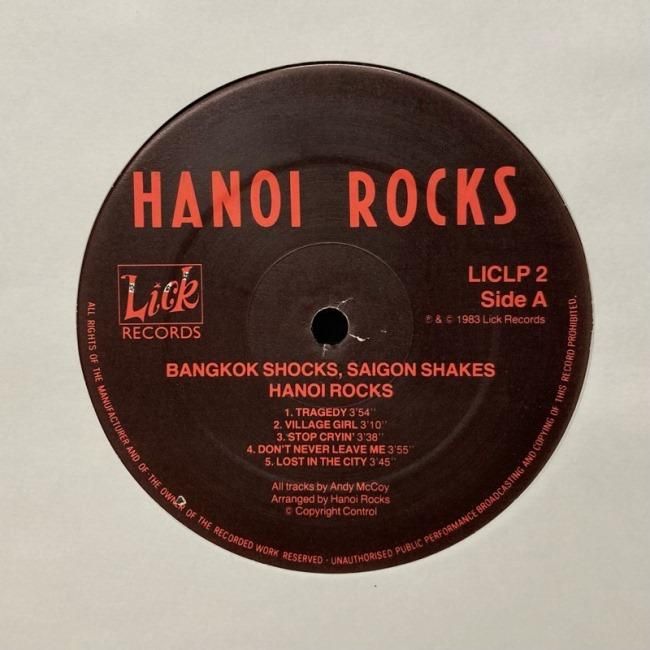 HANOI ROCKS
Lick
RECORDS
LICLP 2
Side A
℗ & © 1983 Lick Records
BANGKOK SHOCKS, SAIGON SHAKES
HANOI ROCKS
1. TRAGEDY 3'54''
2. VILLAGE GIRL 3'10''
3. STOP CRYIN' 3'38''
4. DON'T NEVER LEAVE ME 3'55''
5. LOST IN THE CITY 3'45''
All tracks by Andy McCoy
Arranged by Hanoi Rocks
© Copyright Control
ALL RIGHTS OF THE MANUFACTURER AND OF THE OWNER OF THE RECORDED WORK RESERVED · UNAUTHORISED PUBLIC PERFORMANCE BROADCASTING AND COPYING OF THIS RECORD PROHIBITED.